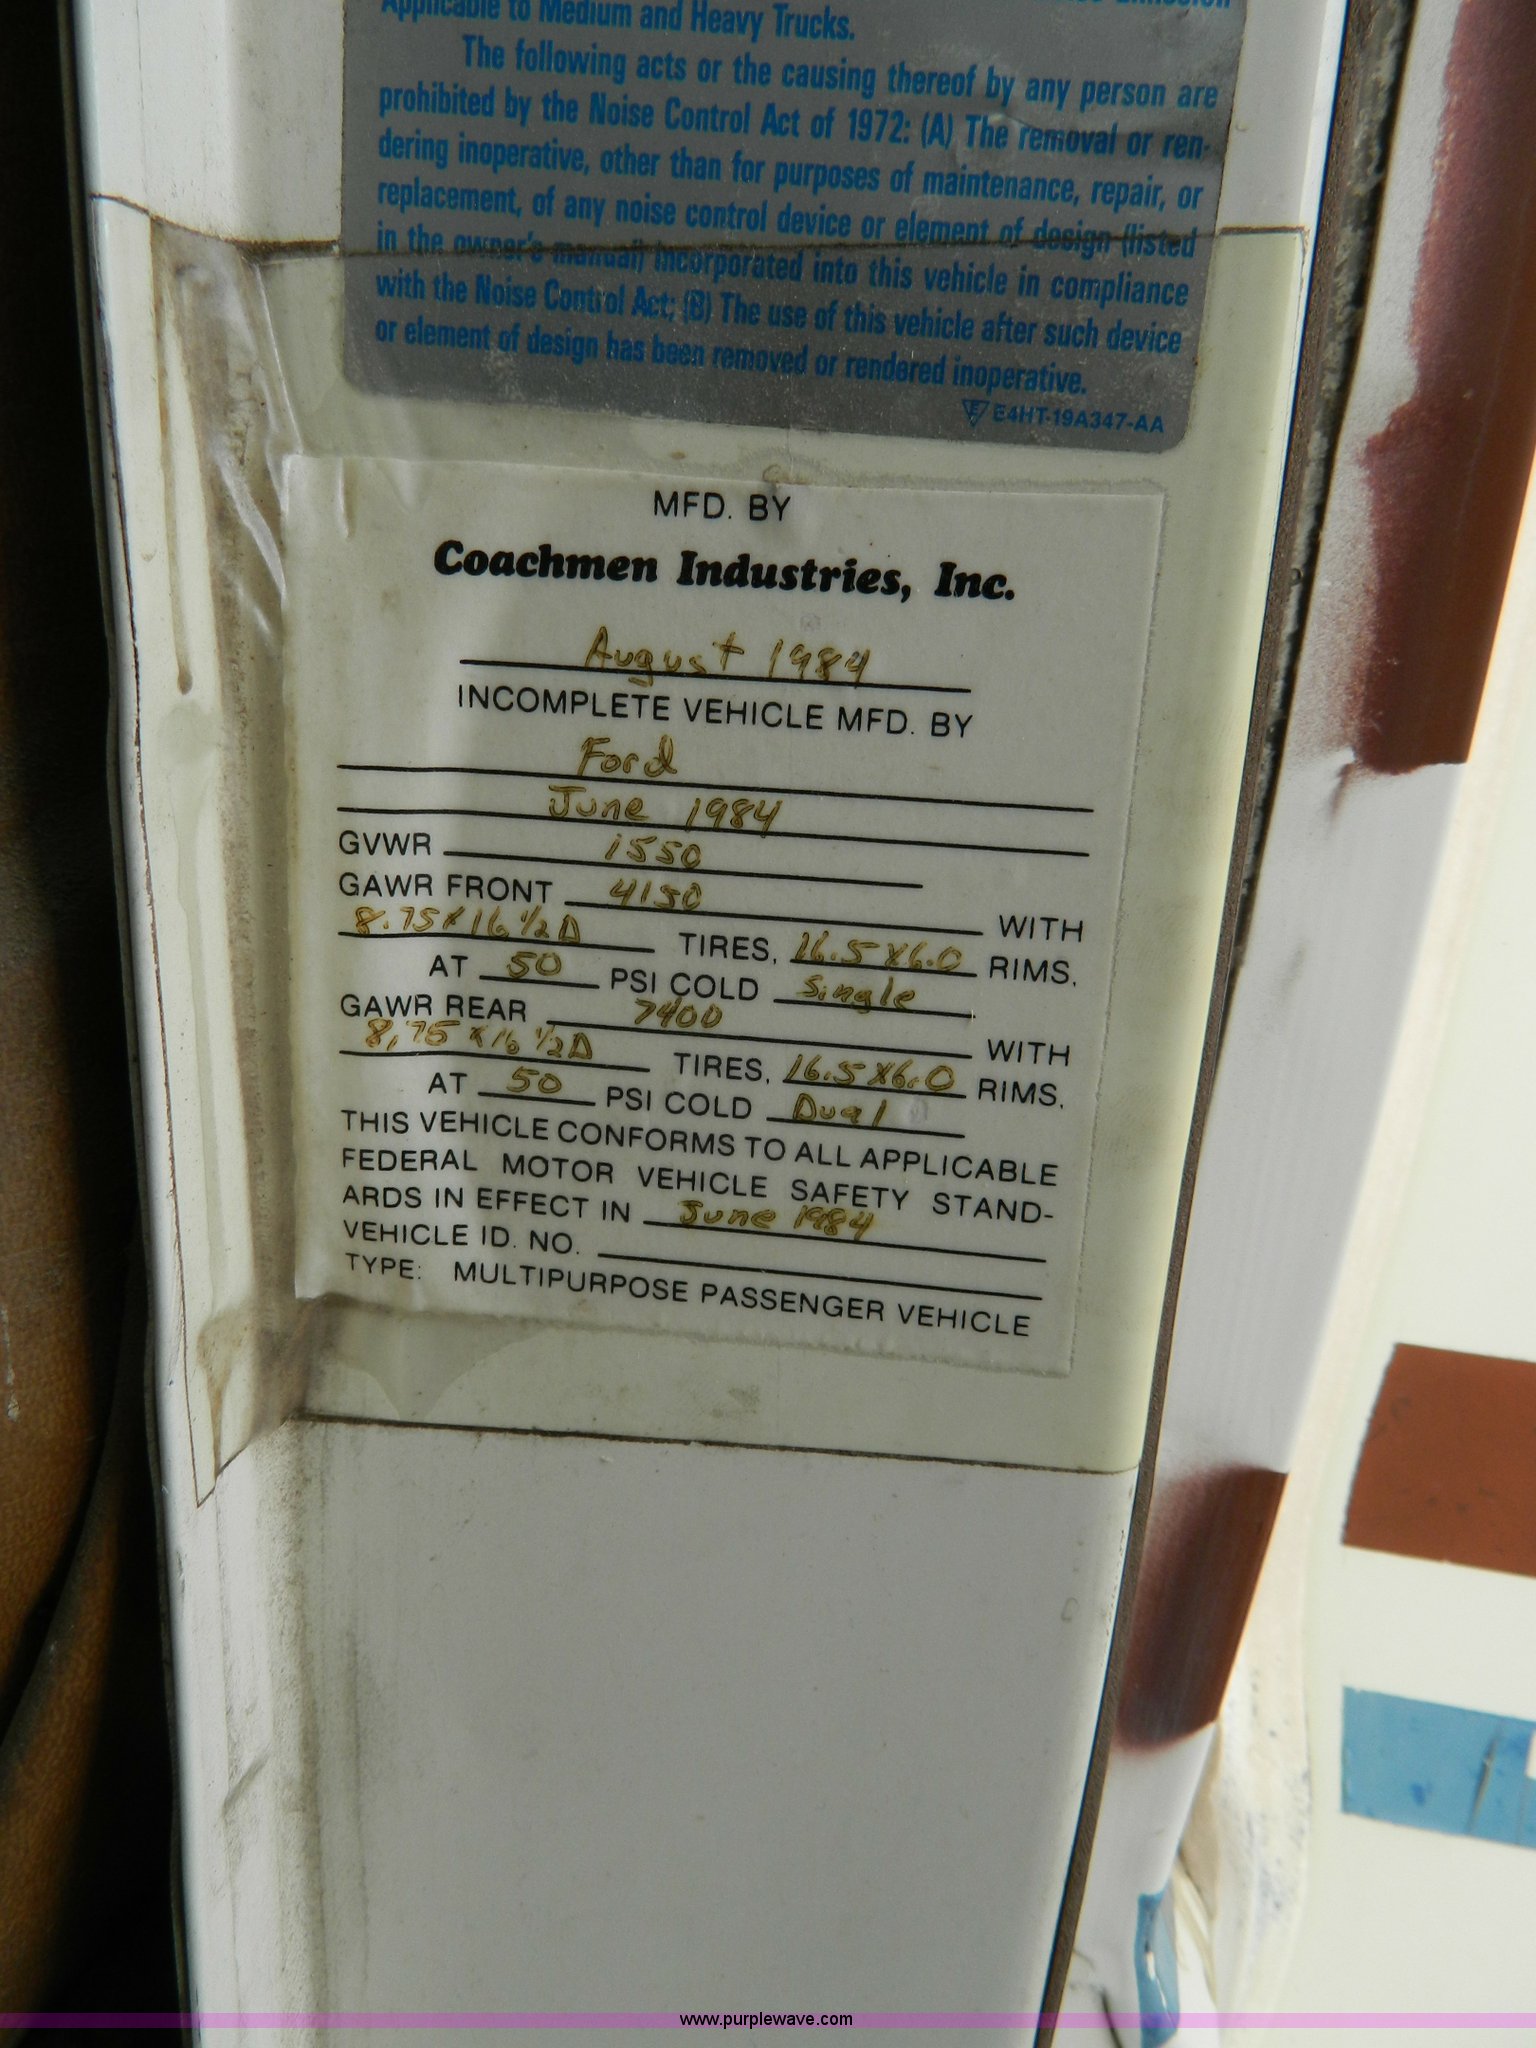 Applicable to Medium and Heavy Trucks.
The following acts or the causing thereof by any person are
prohibited by the Noise Control Act of 1972: (A) The removal or ren-
dering inoperative, other than for purposes of maintenance, repair, or
replacement, of any noise control device or element of design (listed
in the owner's manual) incorporated into this vehicle in compliance
with the Noise Control Act; (B) The use of this vehicle after such device
or element of design has been removed or rendered inoperative.
E4HT-19A347-AA
MFD. BY
Coachmen Industries, Inc.
August 1984
INCOMPLETE VEHICLE MFD. BY
Ford
June 1984
GVWR 1550
GAWR FRONT 4150 WITH
8.75x16 1/2 D TIRES, 16.5x6.0 RIMS,
AT 50 PSI COLD Single
GAWR REAR 7400 WITH
8.75x16 1/2 D TIRES, 16.5x6.0 RIMS,
AT 50 PSI COLD Dual
THIS VEHICLE CONFORMS TO ALL APPLICABLE
FEDERAL MOTOR VEHICLE SAFETY STAND-
ARDS IN EFFECT IN June 1984
VEHICLE ID. NO.
TYPE: MULTIPURPOSE PASSENGER VEHICLE
www.purplewave.com